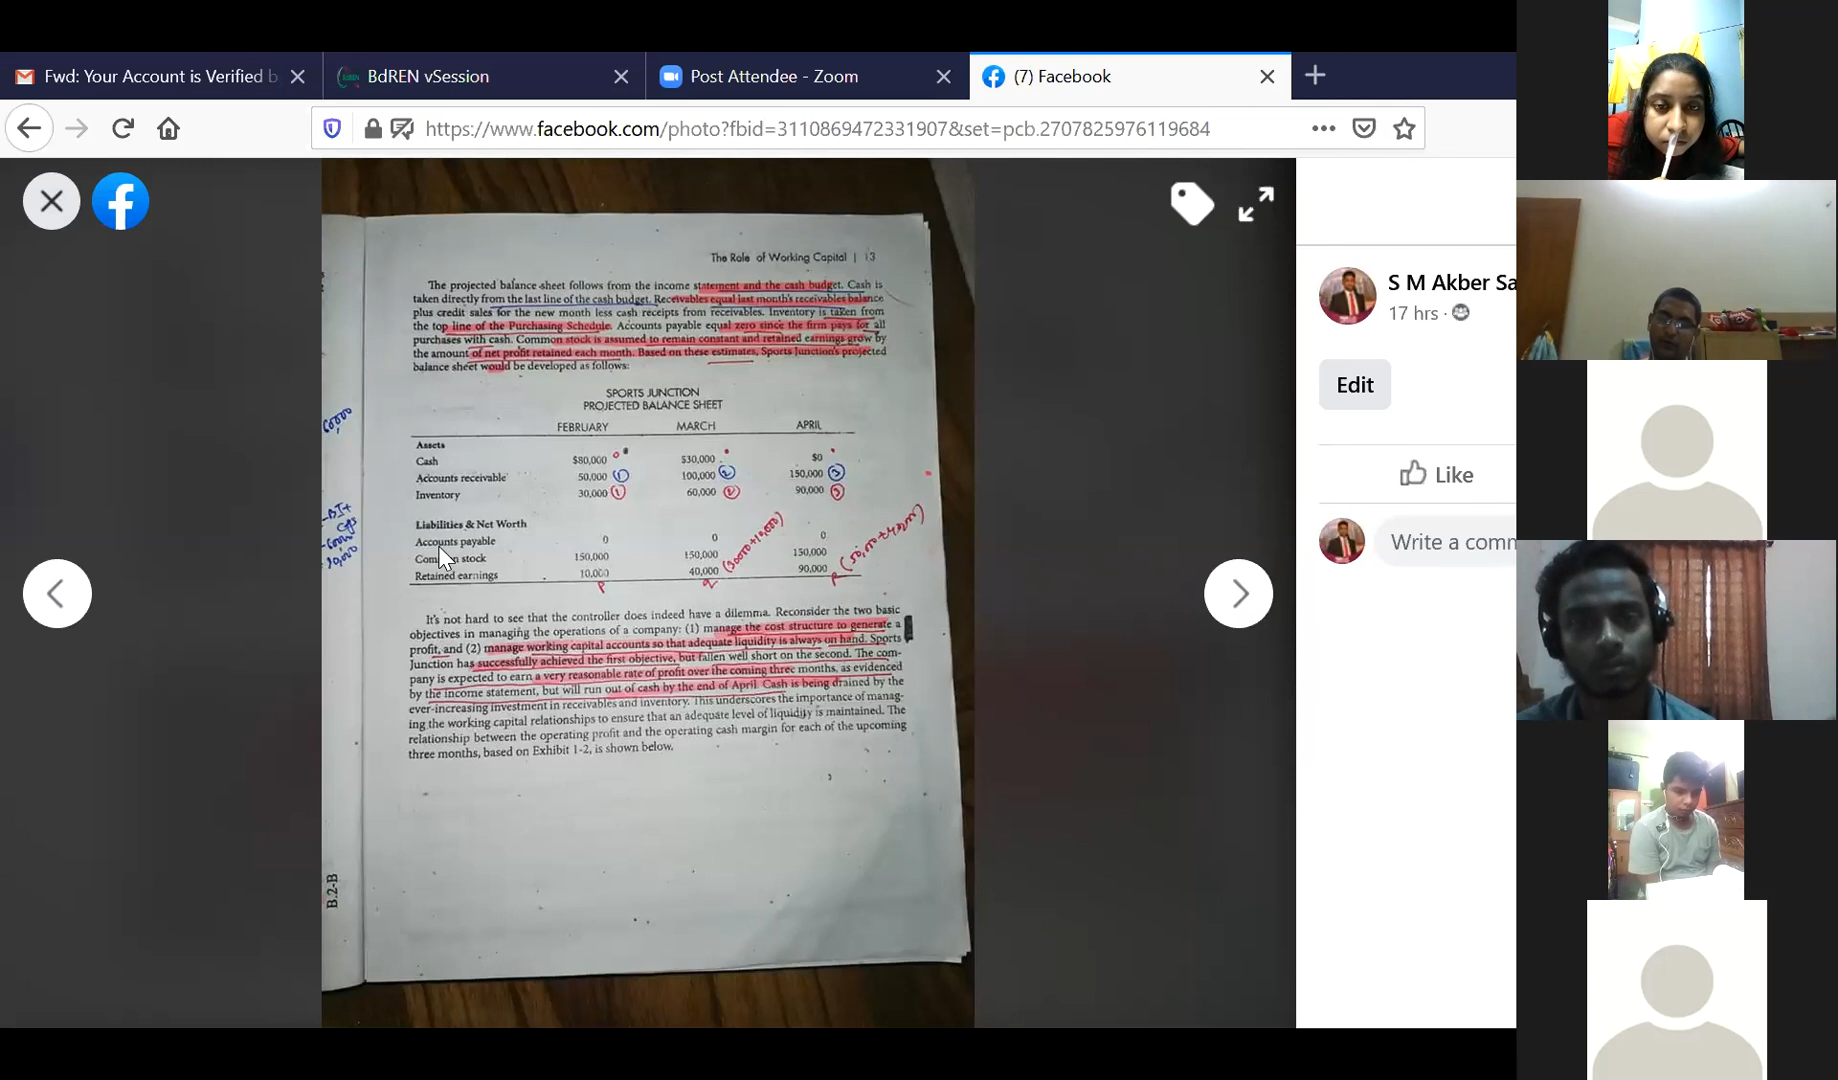 Fwd: Your Account is Verified b
BdREN vSession
Post Attendee - Zoom
(7) Facebook
https://www.facebook.com/photo?fbid=3110869472331907&set=pcb.2707825976119684
S M Akber Sa
17 hrs ·
Edit
Like
Write a comm
The Role of Working Capital | 13
The projected balance sheet follows from the income statement and the cash budget. Cash is
taken directly from the last line of the cash budget. Receivables equal last month's receivables balance
plus credit sales for the new month less cash receipts from receivables. Inventory is taken from
the top line of the Purchasing Schedule. Accounts payable equal zero since the firm pays for all
purchases with cash. Common stock is assumed to remain constant and retained earnings grow by
the amount of net profit retained each month. Based on these estimates, Sports Junction's projected
balance sheet would be developed as follows:
SPORTS JUNCTION
PROJECTED BALANCE SHEET
FEBRUARY MARCH APRIL
Assets
Cash $80,000 $30,000 $0
Accounts receivable 50,000 1 100,000 2 150,000 3
Inventory 30,000 1 60,000 2 90,000 3
Liabilities & Net Worth
Accounts payable 0 0 0
Common stock 150,000 150,000 150,000
Retained earnings 10,000 40,000 90,000
It's not hard to see that the controller does indeed have a dilemma. Reconsider the two basic
objectives in managing the operations of a company: (1) manage the cost structure to generate a
profit, and (2) manage working capital accounts so that adequate liquidity is always on hand. Sports
Junction has successfully achieved the first objective, but fallen well short on the second. The com-
pany is expected to earn a very reasonable rate of profit over the coming three months, as evidenced
by the income statement, but will run out of cash by the end of April. Cash is being drained by the
ever-increasing investment in receivables and inventory. This underscores the importance of manag-
ing the working capital relationships to ensure that an adequate level of liquidity is maintained. The
relationship between the operating profit and the operating cash margin for each of the upcoming
three months, based on Exhibit 1-2, is shown below.
B.2-B